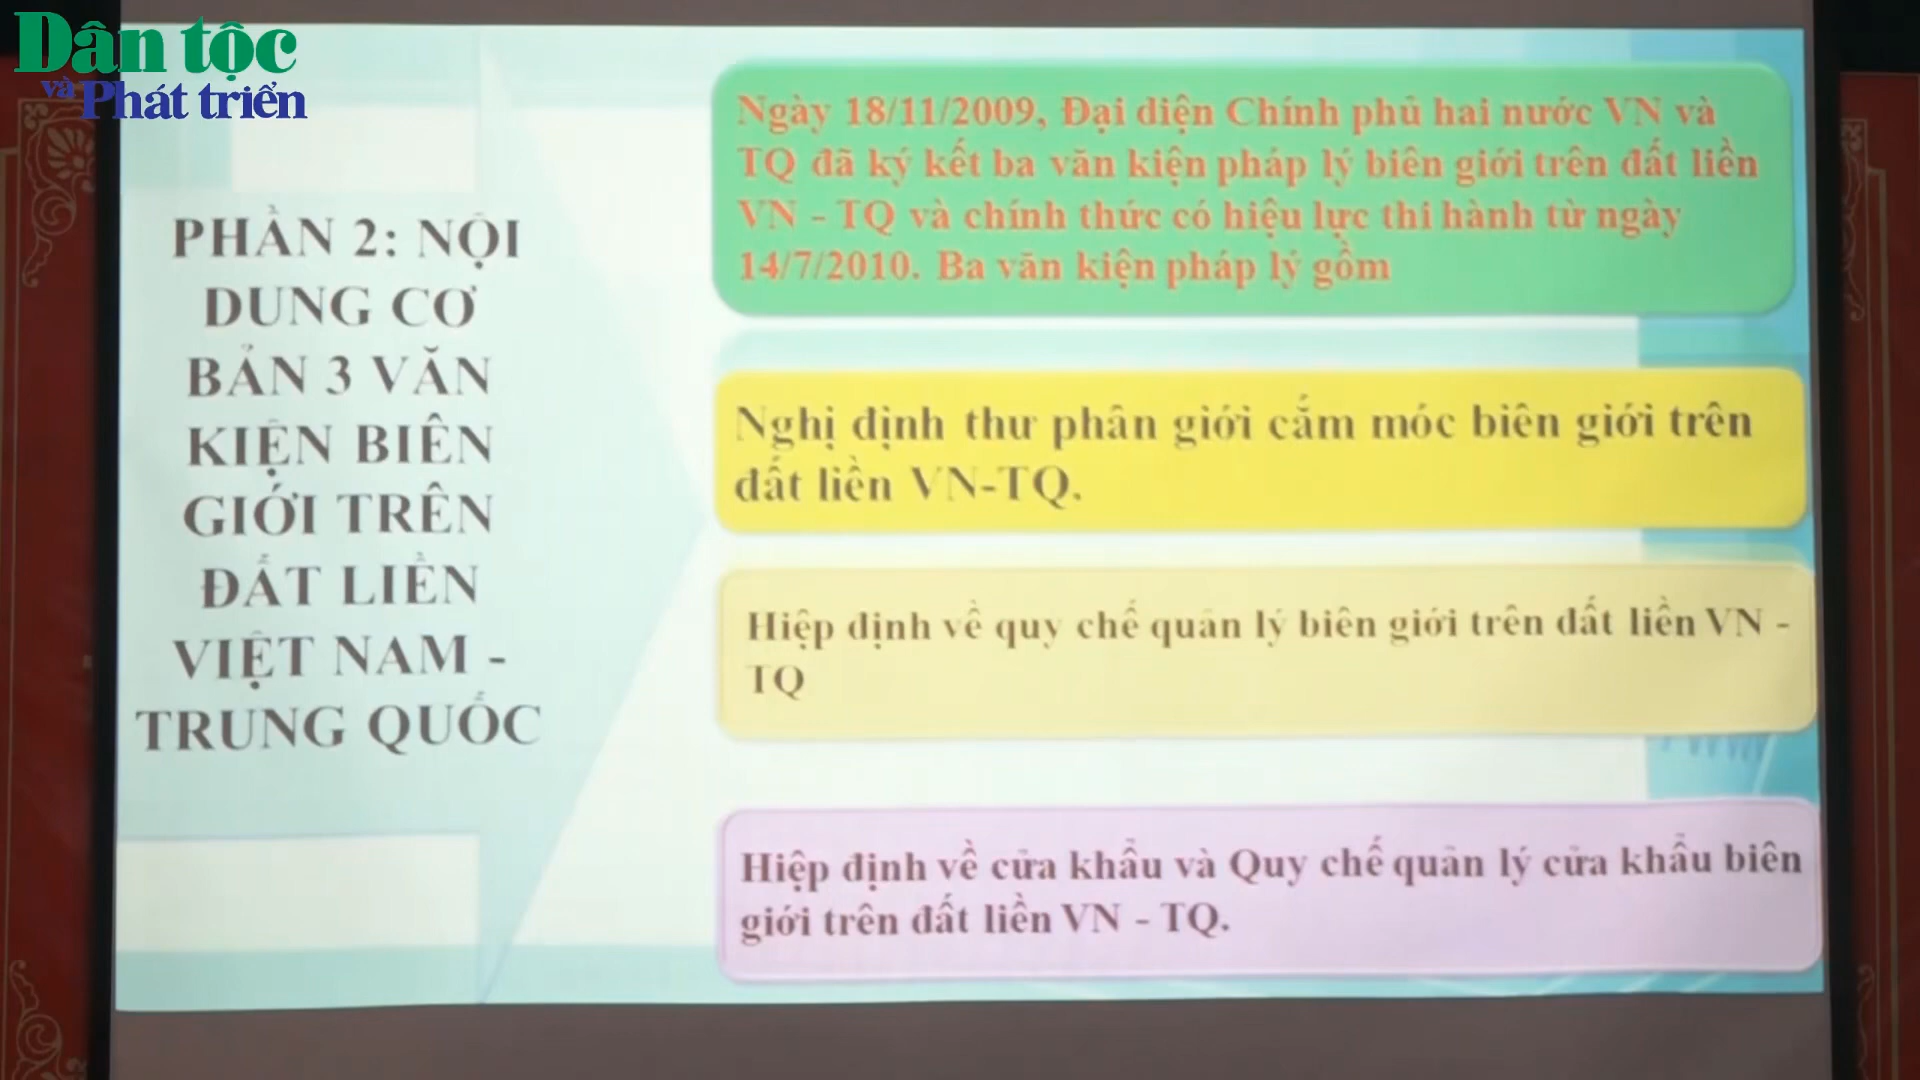 Dân tộc
và Phát triển
PHẦN 2: NỘI
DUNG CƠ
BẢN 3 VĂN
KIỆN BIÊN
GIỚI TRÊN
ĐẤT LIỀN
VIỆT NAM -
TRUNG QUỐC
Ngày 18/11/2009, Đại diện Chính phủ hai nước VN và
TQ đã ký kết ba văn kiện pháp lý biên giới trên đất liền
VN - TQ và chính thức có hiệu lực thi hành từ ngày
14/7/2010. Ba văn kiện pháp lý gồm
Nghị định thư phân giới cắm móc biên giới trên
đất liền VN-TQ.
Hiệp định về quy chế quản lý biên giới trên đất liền VN -
TQ
Hiệp định về cửa khẩu và Quy chế quản lý cửa khẩu biên
giới trên đất liền VN - TQ.